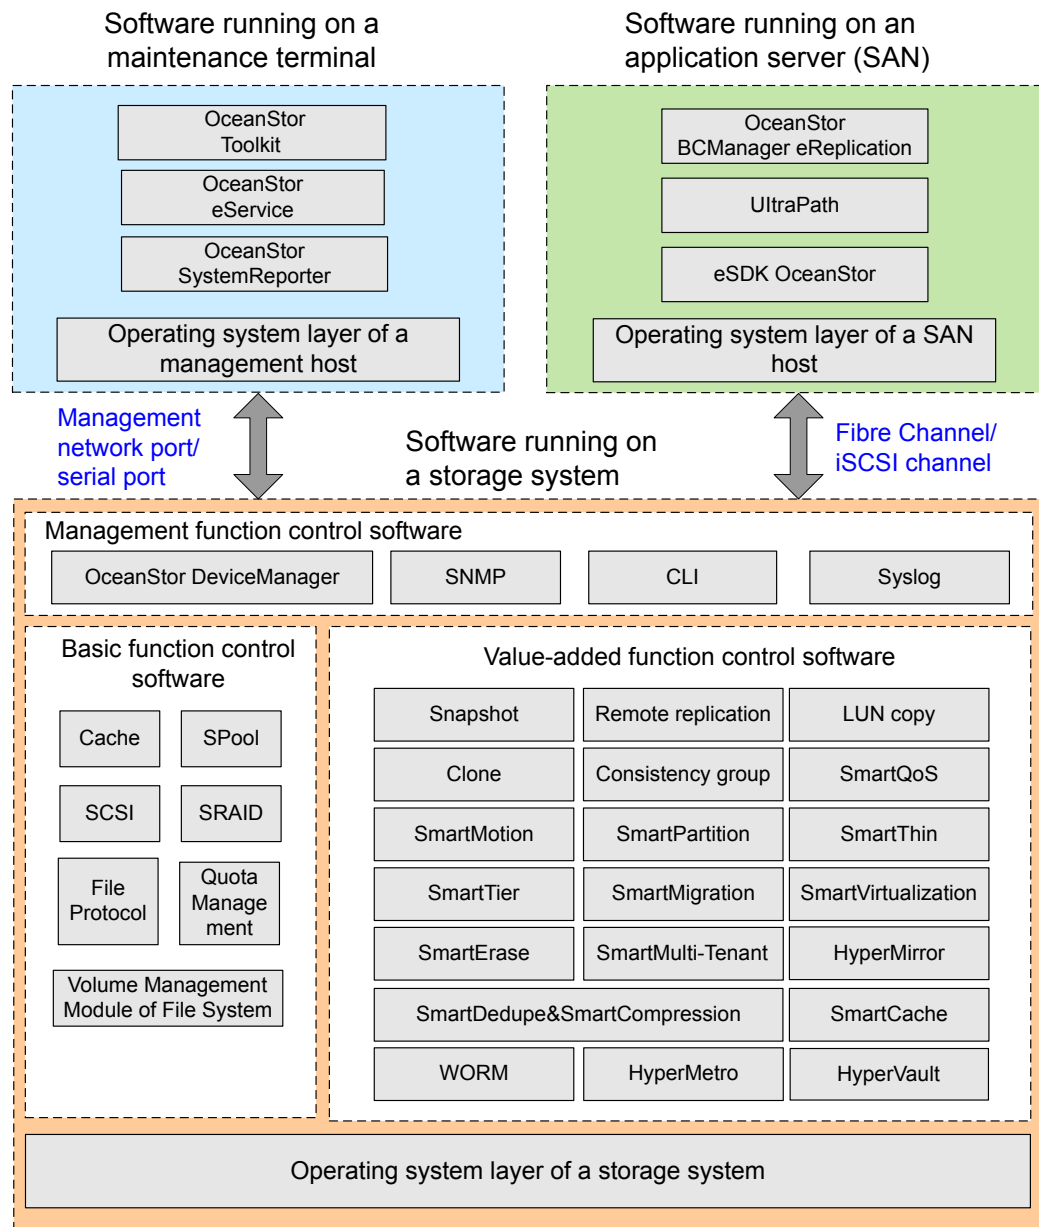 Software running on a
maintenance terminal
Software running on an
application server (SAN)
OceanStor
Toolkit
OceanStor
eService
OceanStor
SystemReporter
Operating system layer of a
management host
OceanStor
BCManager eReplication
UltraPath
eSDK OceanStor
Operating system layer of a SAN
host
Management
network port/
serial port
Software running on
a storage system
Fibre Channel/
iSCSI channel
Management function control software
OceanStor DeviceManager
SNMP
CLI
Syslog
Basic function control
software
Cache
SPool
SCSI
SRAID
File
Protocol
Quota
Manage
ment
Volume Management
Module of File System
Value-added function control software
Snapshot
Remote replication
LUN copy
Clone
Consistency group
SmartQoS
SmartMotion
SmartPartition
SmartThin
SmartTier
SmartMigration
SmartVirtualization
SmartErase
SmartMulti-Tenant
HyperMirror
SmartDedupe&SmartCompression
SmartCache
WORM
HyperMetro
HyperVault
Operating system layer of a storage system